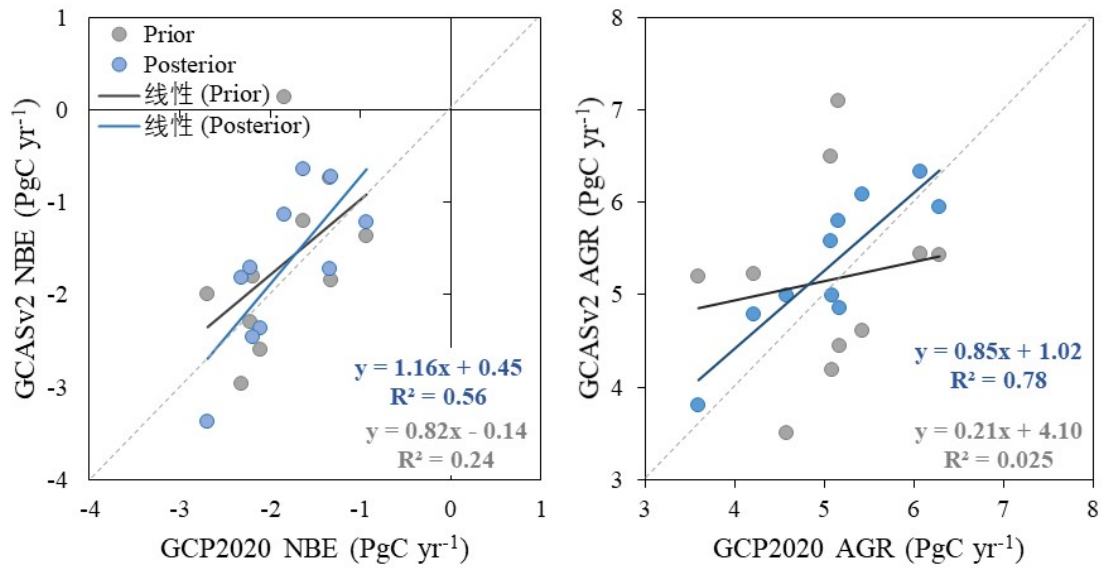 Prior
Posterior
线性 (Prior)
线性 (Posterior)
1
0
-1
-2
-3
-4
GCASv2 NBE (PgC yr⁻¹)
y = 1.16x + 0.45
R² = 0.56
y = 0.82x - 0.14
R² = 0.24
-4
-3
-2
-1
0
1
GCP2020 NBE (PgC yr⁻¹)
8
7
6
5
4
3
GCASv2 AGR (PgC yr⁻¹)
y = 0.85x + 1.02
R² = 0.78
y = 0.21x + 4.10
R² = 0.025
3
4
5
6
7
8
GCP2020 AGR (PgC yr⁻¹)